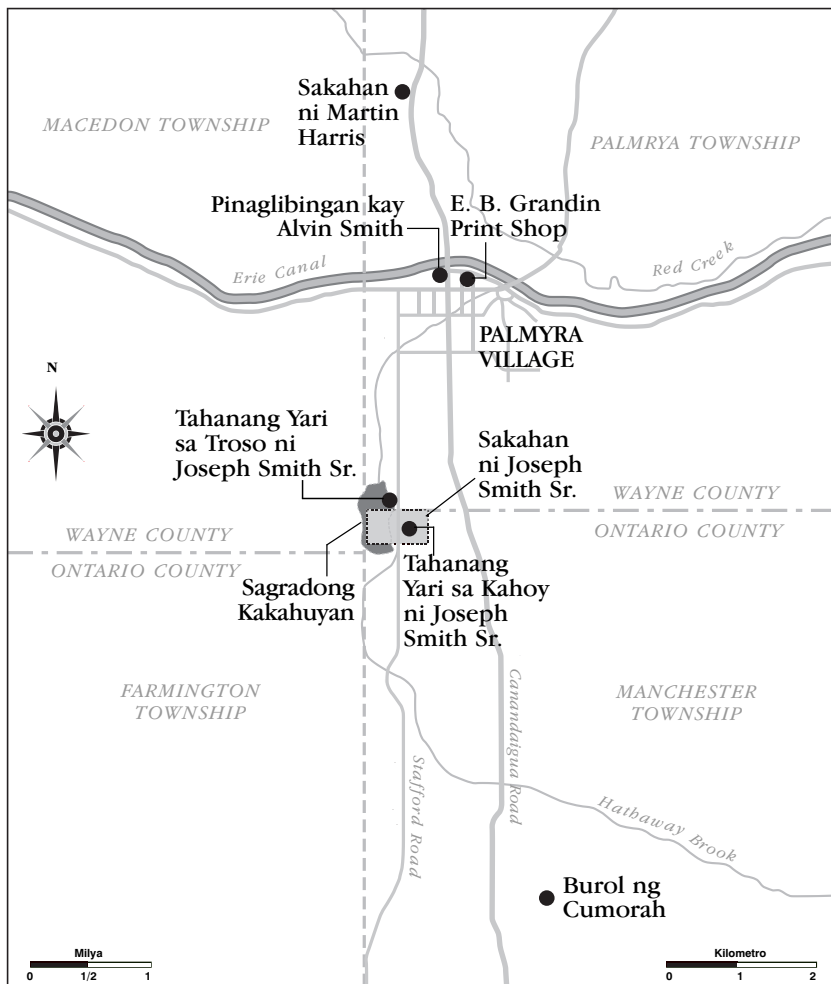 Sakahan
ni Martin
Harris
MACEDON TOWNSHIP
PALMRYA TOWNSHIP
Pinaglibingan kay
Alvin Smith
E. B. Grandin
Print Shop
Erie Canal
Red Creek
PALMYRA
VILLAGE
N
Tahanang Yari
sa Troso ni
Joseph Smith Sr.
Sakahan
ni Joseph
Smith Sr.
WAYNE COUNTY
ONTARIO COUNTY
WAYNE COUNTY
ONTARIO COUNTY
Sagradong
Kakahuyan
Tahanang
Yari sa Kahoy
ni Joseph
Smith Sr.
FARMINGTON
TOWNSHIP
MANCHESTER
TOWNSHIP
Stafford Road
Canandaigua Road
Hathaway Brook
Burol ng
Cumorah
Milya
0 1/2 1
Kilometro
0 1 2